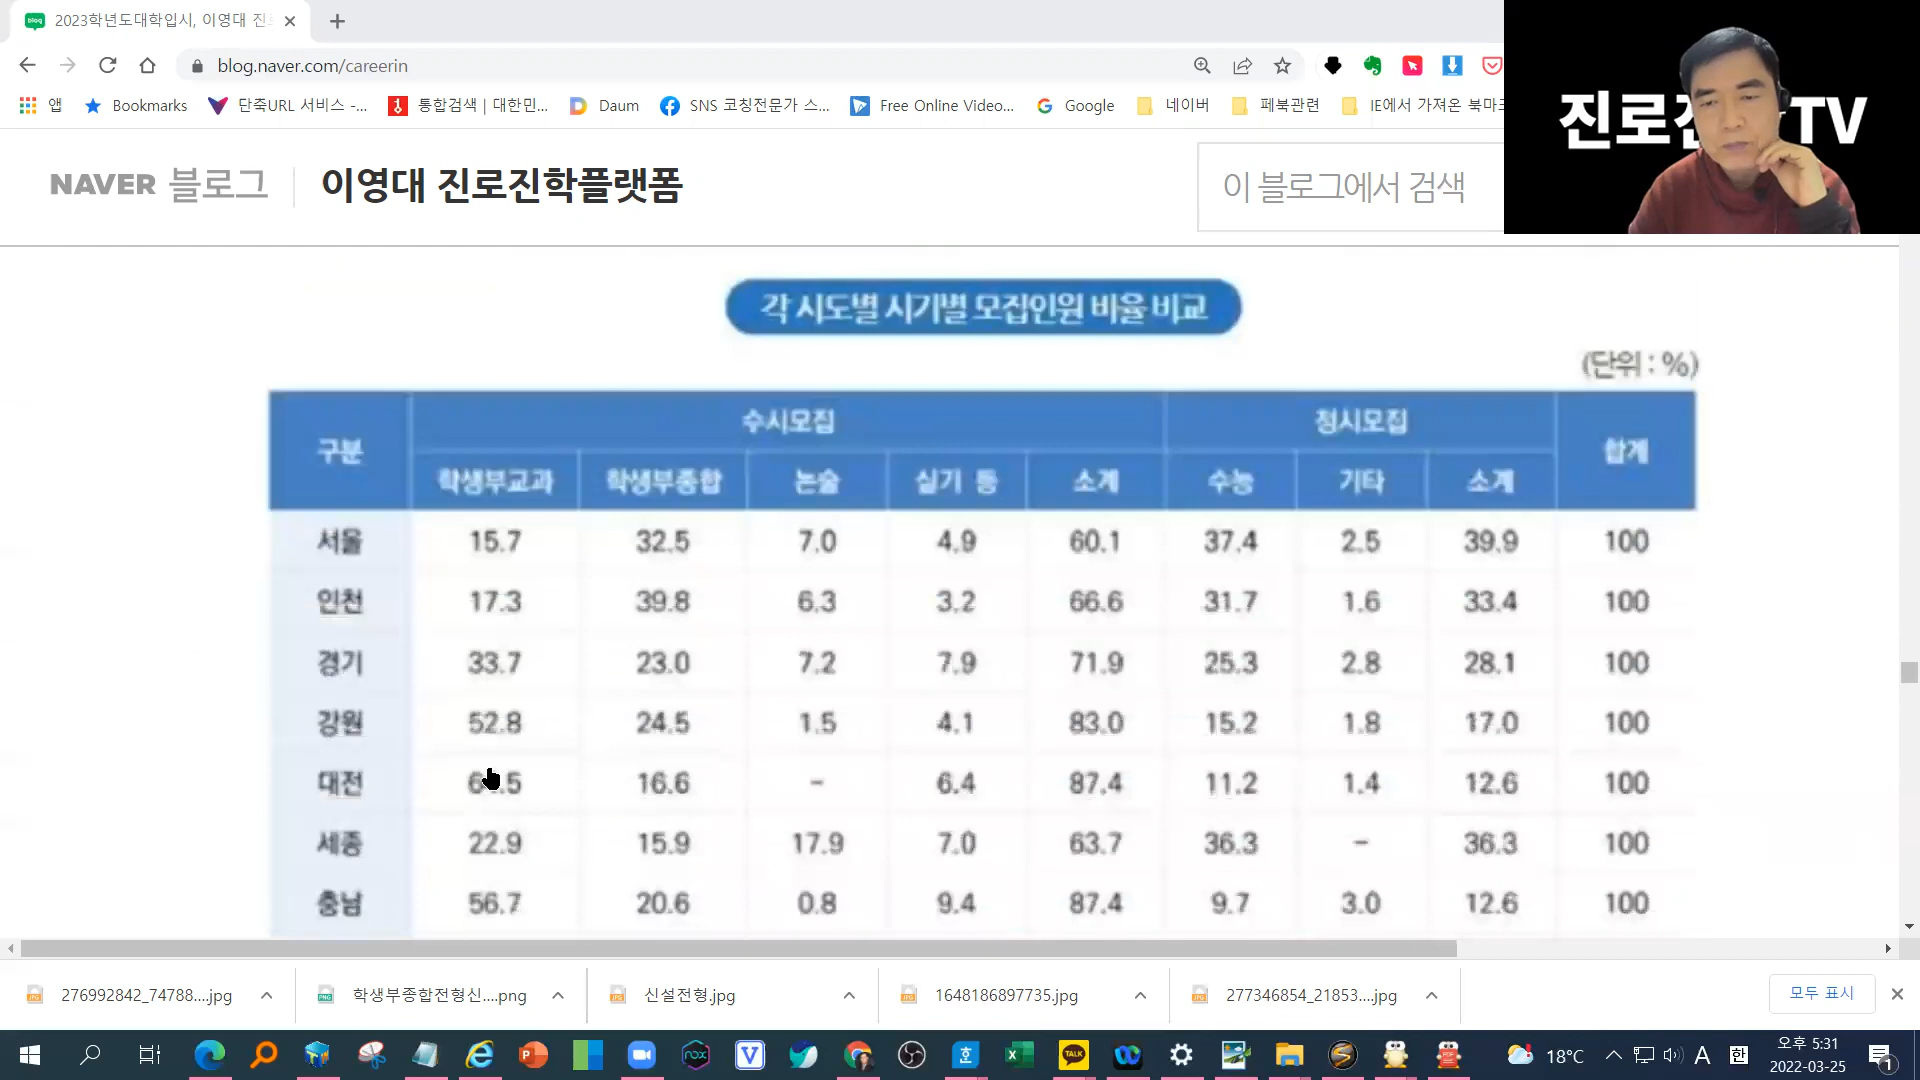 2023학년도대학입시, 이영대 진
blog.naver.com/careerin
앱 Bookmarks 단축URL 서비스 -... 통합검색 | 대한민... Daum SNS 코칭전문가 스... Free Online Video... Google 네이버 페북관련 IE에서 가져온 북마크
진로 TV
NAVER 블로그 이영대 진로진학플랫폼
이 블로그에서 검색
각 시도별 시기별 모집인원 비율 비교
(단위 : %)
구분 수시모집 정시모집 합계
학생부교과 학생부종합 논술 실기 등 소계 수능 기타 소계
서울 15.7 32.5 7.0 4.9 60.1 37.4 2.5 39.9 100
인천 17.3 39.8 6.3 3.2 66.6 31.7 1.6 33.4 100
경기 33.7 23.0 7.2 7.9 71.9 25.3 2.8 28.1 100
강원 52.8 24.5 1.5 4.1 83.0 15.2 1.8 17.0 100
대전 16.6 - 6.4 87.4 11.2 1.4 12.6 100
세종 22.9 15.9 17.9 7.0 63.7 36.3 - 36.3 100
충남 56.7 20.6 0.8 9.4 87.4 9.7 3.0 12.6 100
276992842_74788....jpg 학생부종합전형신....png 신설전형.jpg 1648186897735.jpg 277346854_21853....jpg 모두 표시
18°C A 한 오후 5:31
2022-03-25 1